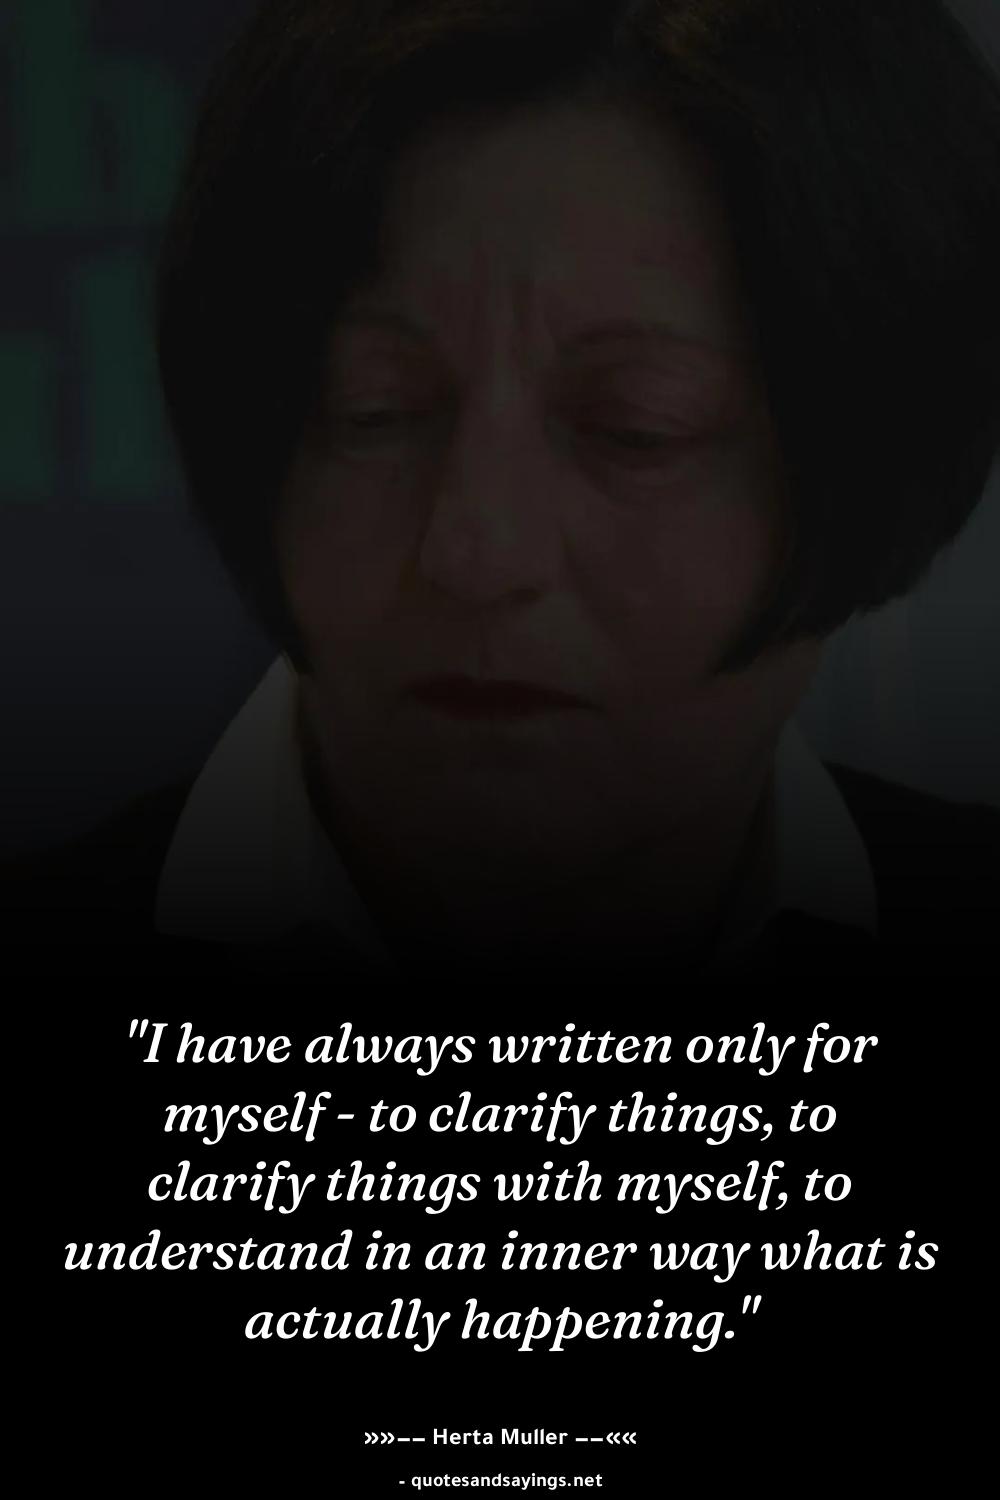 "I have always written only for
myself - to clarify things, to
clarify things with myself, to
understand in an inner way what is
actually happening."
»»–– Herta Muller ––««
- quotesandsayings.net